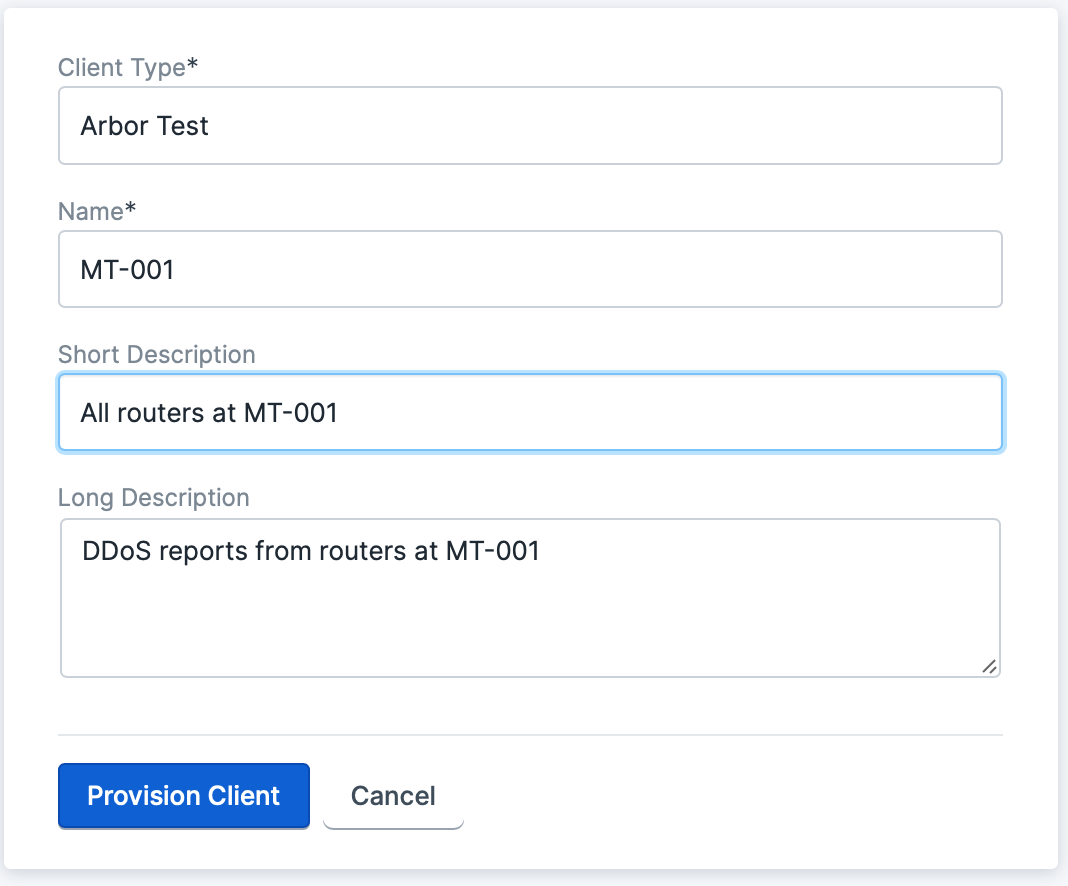 Client Type*
Arbor Test
Name*
MT-001
Short Description
All routers at MT-001
Long Description
DDoS reports from routers at MT-001
Provision Client
Cancel